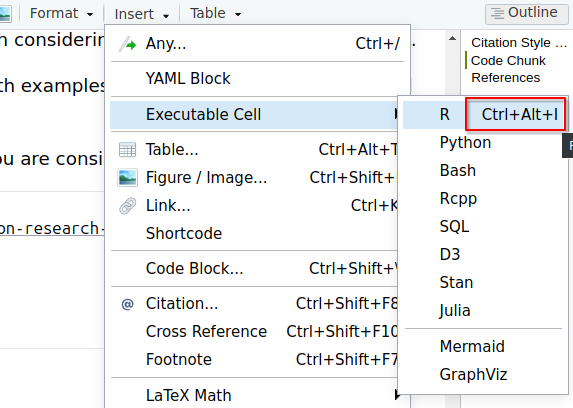 Format Insert Table Outline
n considerin
Any... Ctrl+/
.
Citation Style ...
YAML Block
Code Chunk
References
th examples
Executable Cell
R Ctrl+Alt+I
Table... Ctrl+Alt+T
Python
ou are consi
Figure / Image... Ctrl+Shift+
Bash
Link... Ctrl+K
Rcpp
on-research-
Shortcode
SQL
D3
Code Block... Ctrl+Shift+
Stan
@ Citation... Ctrl+Shift+F8
Julia
Cross Reference Ctrl+Shift+F10
Mermaid
Footnote Ctrl+Shift+F7
GraphViz
LaTeX Math